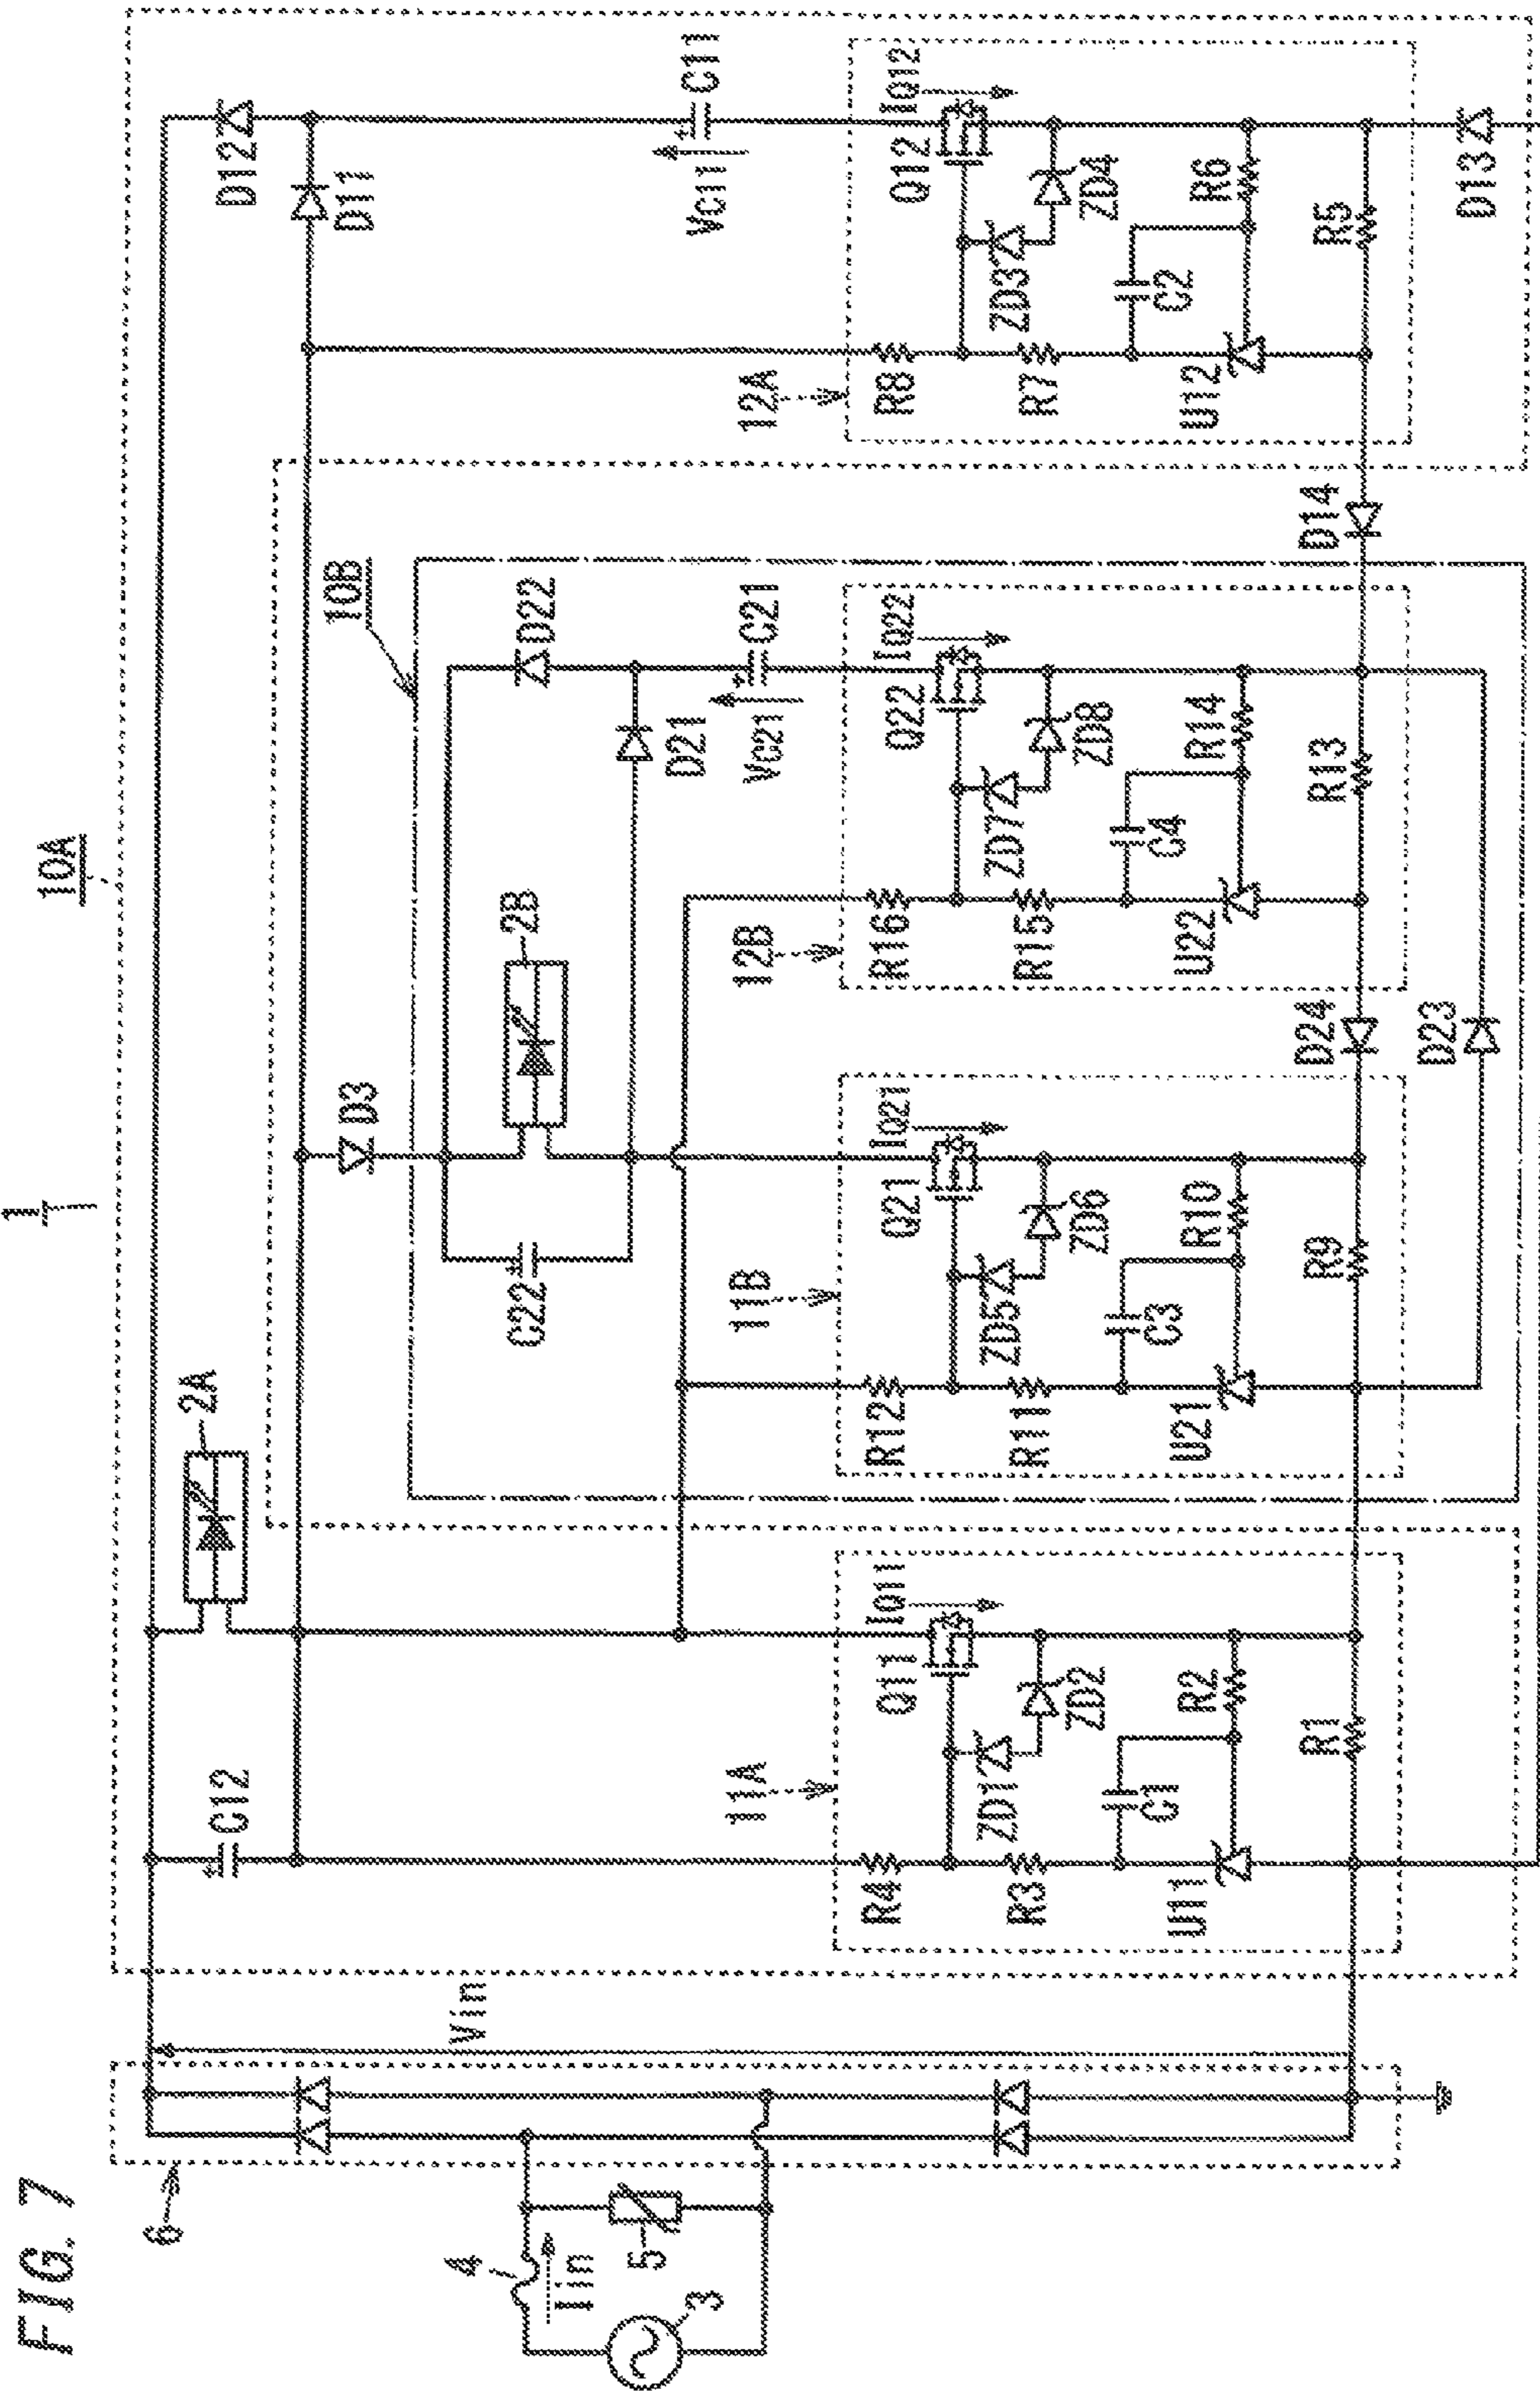 FIG. 7
1
10A
6
4
Iin
5
3
Vin
C12
2A
11A
R4
R3
U11
ZD1
ZD2
C1
Q11
IQ11
R2
R1
D3
10B
C22
2B
D22
D21
C21
VC21
11B
R12
R11
U21
ZD5
ZD6
C3
Q21
IQ21
R10
R9
D24
D23
12B
R16
R15
U22
ZD7
ZD8
C4
Q22
IQ22
R14
R13
D14
D12
D11
C11
VC11
12A
R8
R7
U12
ZD3
ZD4
C2
Q12
IQ12
R6
R5
D13